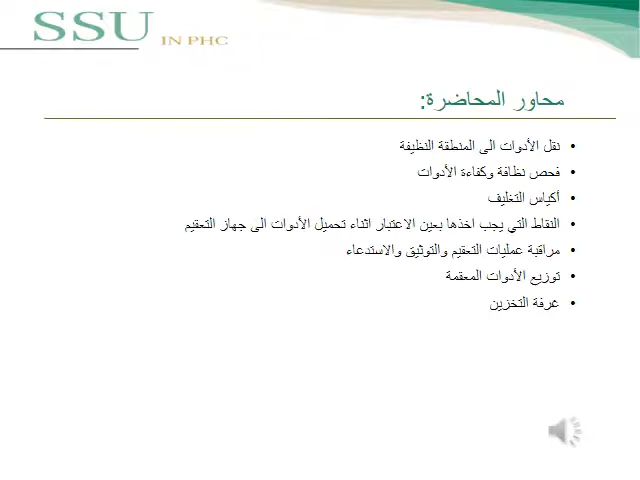 SSU IN PHC
محاور المحاضرة:
• نقل الأدوات الى المنطقة النظيفة
• فحص نظافة وكفاءة الأدوات
• أكياس التغليف
• النقاط التي يجب اخذها بعين الاعتبار اثناء تحميل الأدوات الى جهاز التعقيم
• مراقبة عمليات التعقيم والتوثيق والاستدعاء
• توزيع الأدوات المعقمة
• غرفة التخزين